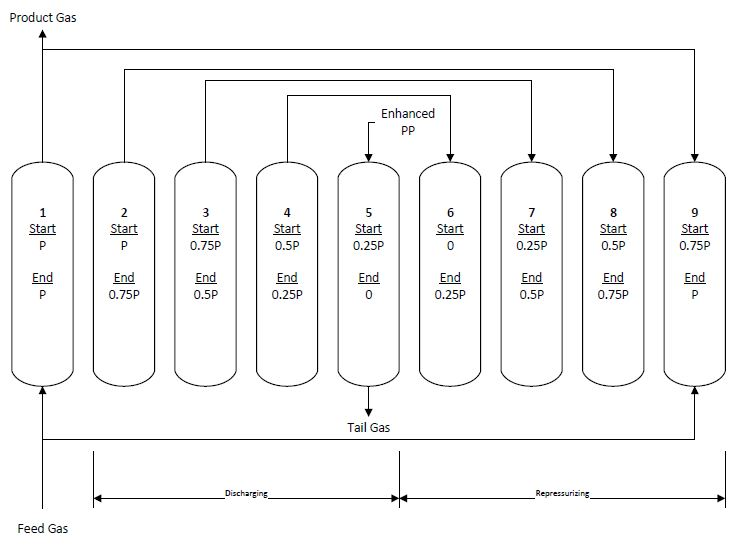 Product Gas
Enhanced
PP
1
Start
P
End
P
2
Start
P
End
0.75P
3
Start
0.75P
End
0.5P
4
Start
0.5P
End
0.25P
5
Start
0.25P
End
0
6
Start
0
End
0.25P
7
Start
0.25P
End
0.5P
8
Start
0.5P
End
0.75P
9
Start
0.75P
End
P
Tail Gas
Discharging
Repressurizing
Feed Gas